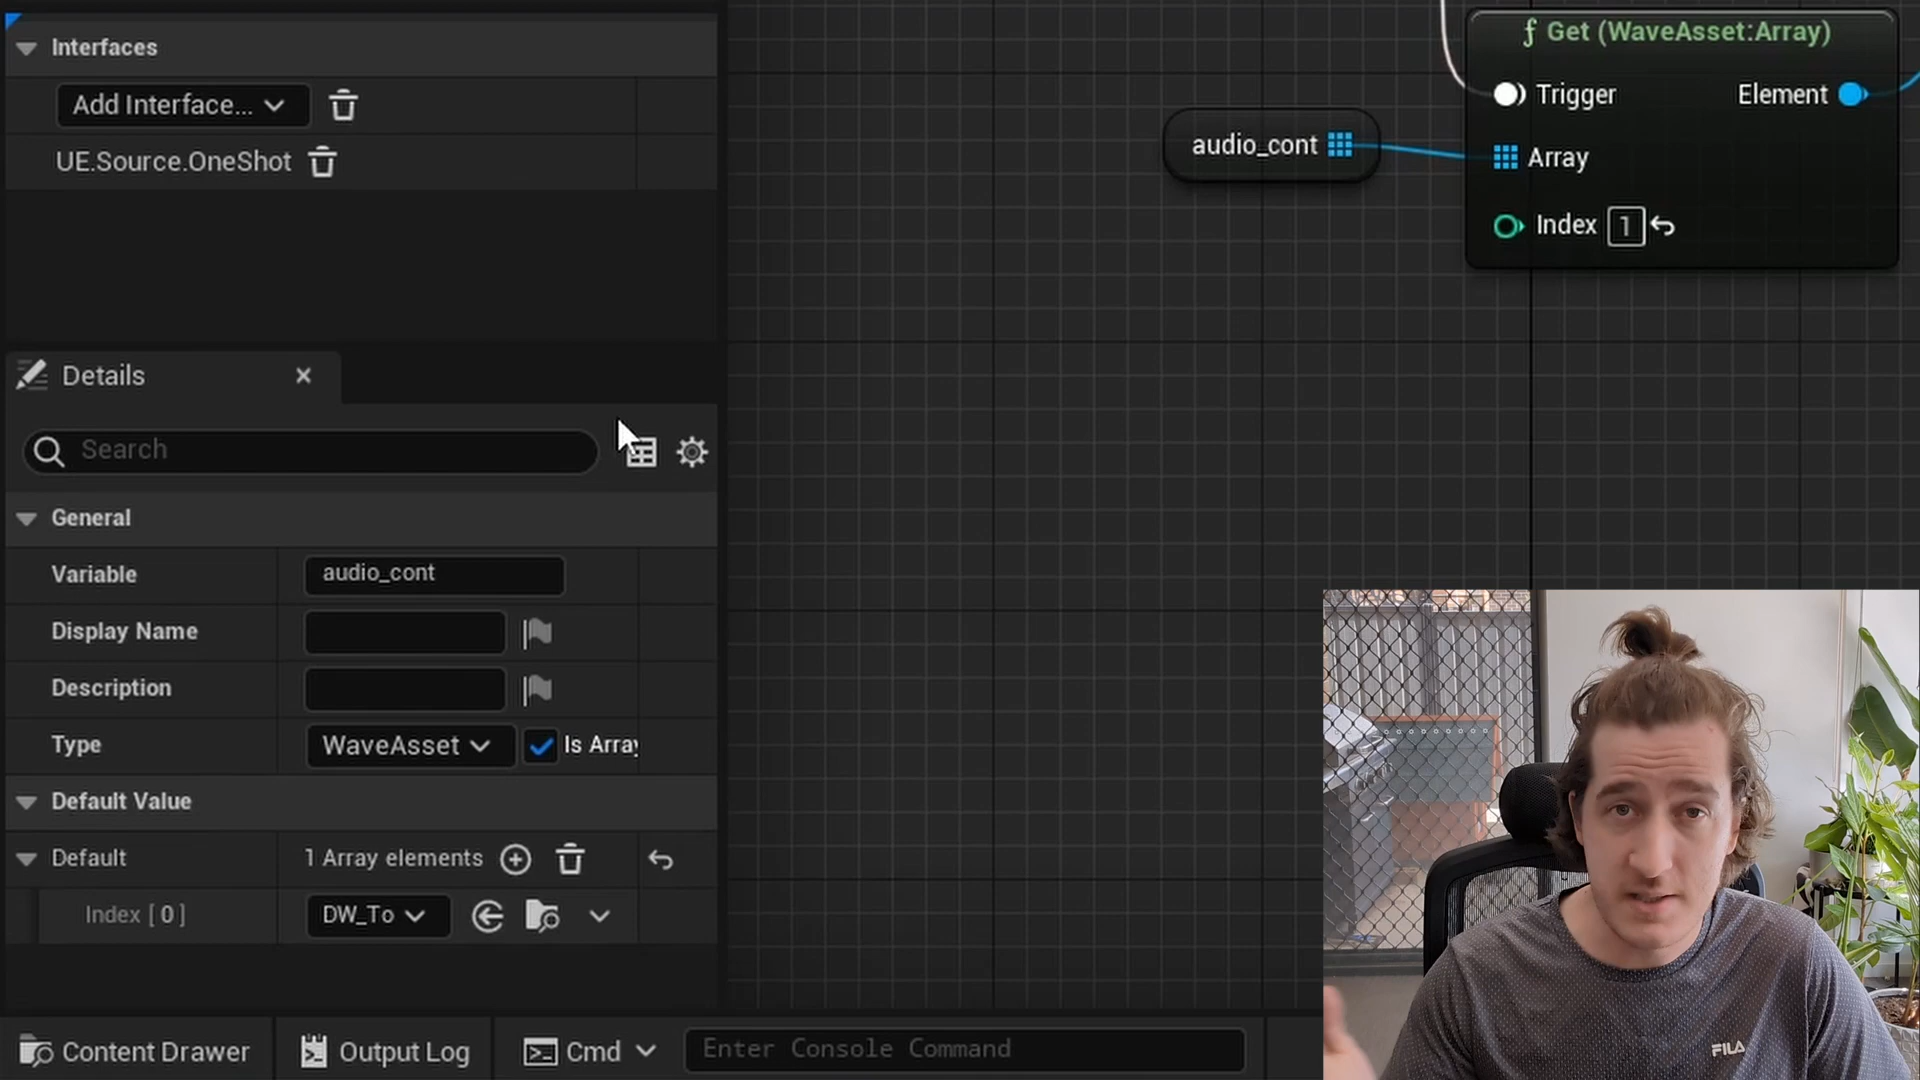 Interfaces
Add Interface...
UE.Source.OneShot
Details
Search
General
Variable audio_cont
Display Name
Description
Type WaveAsset Is Array
Default Value
Default 1 Array elements
Index [ 0 ] DW_To
Content Drawer Output Log Cmd Enter Console Command
f Get (WaveAsset:Array)
Trigger Element
audio_cont
Array
Index 1
FILA